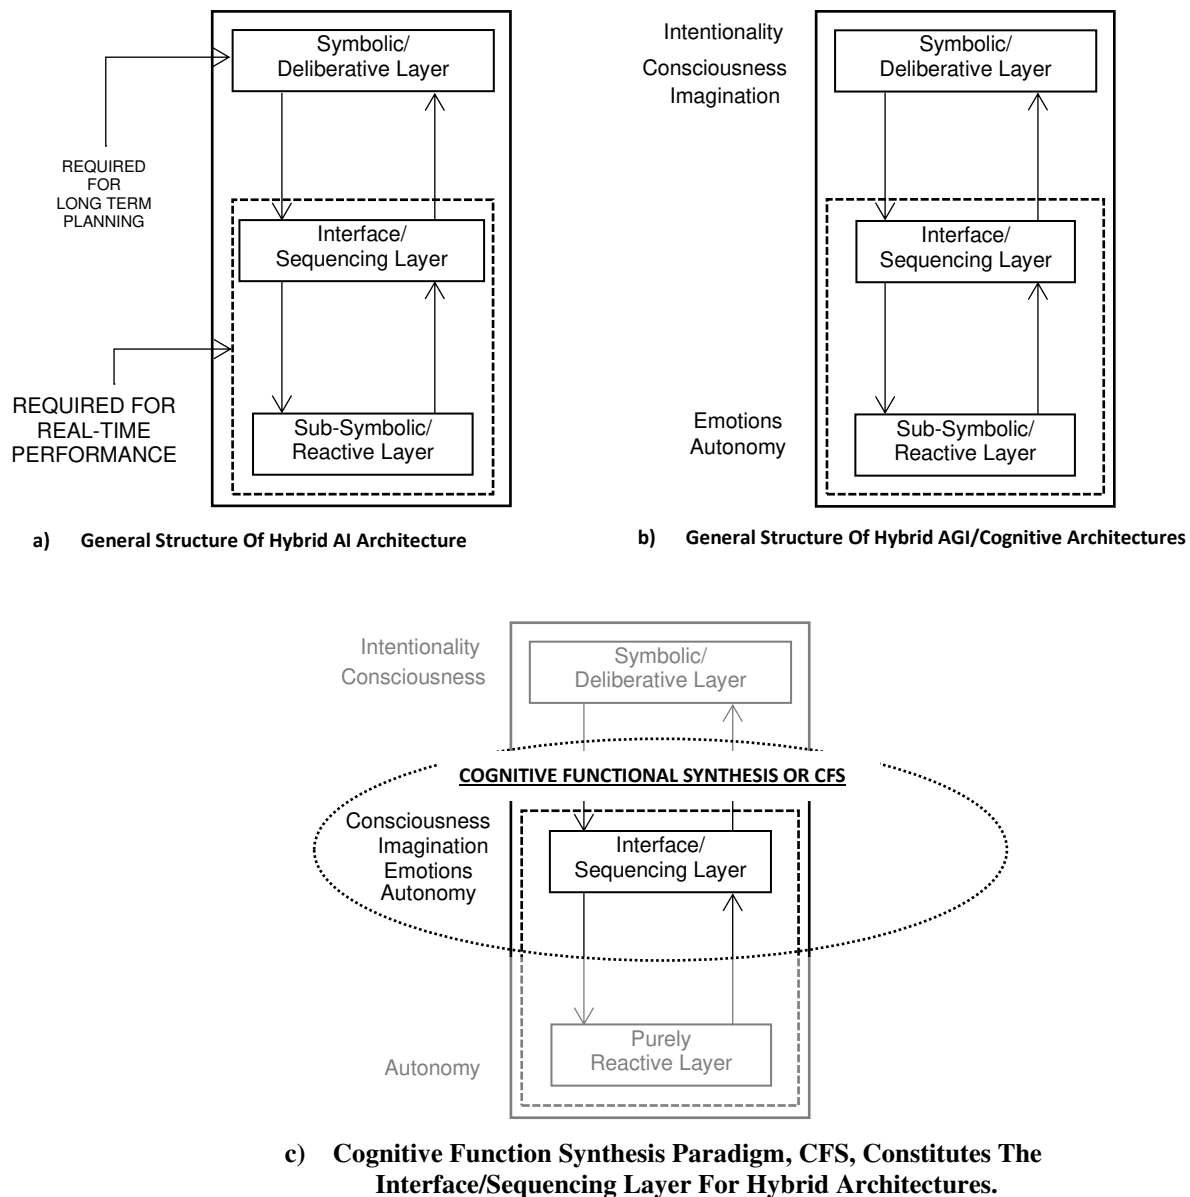 Symbolic/
Deliberative Layer
REQUIRED
FOR
LONG TERM
PLANNING
Interface/
Sequencing Layer
REQUIRED FOR
REAL-TIME
PERFORMANCE
Sub-Symbolic/
Reactive Layer
a) General Structure Of Hybrid AI Architecture
Intentionality
Consciousness
Imagination
Symbolic/
Deliberative Layer
Interface/
Sequencing Layer
Emotions
Autonomy
Sub-Symbolic/
Reactive Layer
b) General Structure Of Hybrid AGI/Cognitive Architectures
Intentionality
Consciousness
Symbolic/
Deliberative Layer
COGNITIVE FUNCTIONAL SYNTHESIS OR CFS
Consciousness
Imagination
Emotions
Autonomy
Interface/
Sequencing Layer
Autonomy
Purely
Reactive Layer
c) Cognitive Function Synthesis Paradigm, CFS, Constitutes The
Interface/Sequencing Layer For Hybrid Architectures.